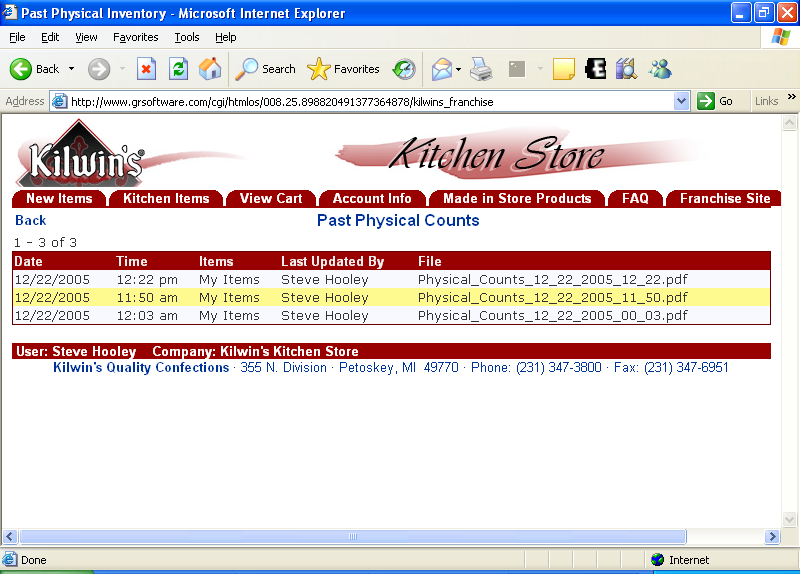 Past Physical Inventory - Microsoft Internet Explorer
File Edit View Favorites Tools Help
Back Search Favorites
Address http://www.grsoftware.com/cgi/htmlos/008.25.898820491377364878/kilwins_franchise Go Links »
Kilwin's® Kitchen Store
New Items Kitchen Items View Cart Account Info Made in Store Products FAQ Franchise Site
Back Past Physical Counts
1 - 3 of 3
Date Time Items Last Updated By File
12/22/2005 12:22 pm My Items Steve Hooley Physical_Counts_12_22_2005_12_22.pdf
12/22/2005 11:50 am My Items Steve Hooley Physical_Counts_12_22_2005_11_50.pdf
12/22/2005 12:03 am My Items Steve Hooley Physical_Counts_12_22_2005_00_03.pdf
User: Steve Hooley Company: Kilwin's Kitchen Store
Kilwin's Quality Confections · 355 N. Division · Petoskey, MI 49770 · Phone: (231) 347-3800 · Fax: (231) 347-6951
Done Internet